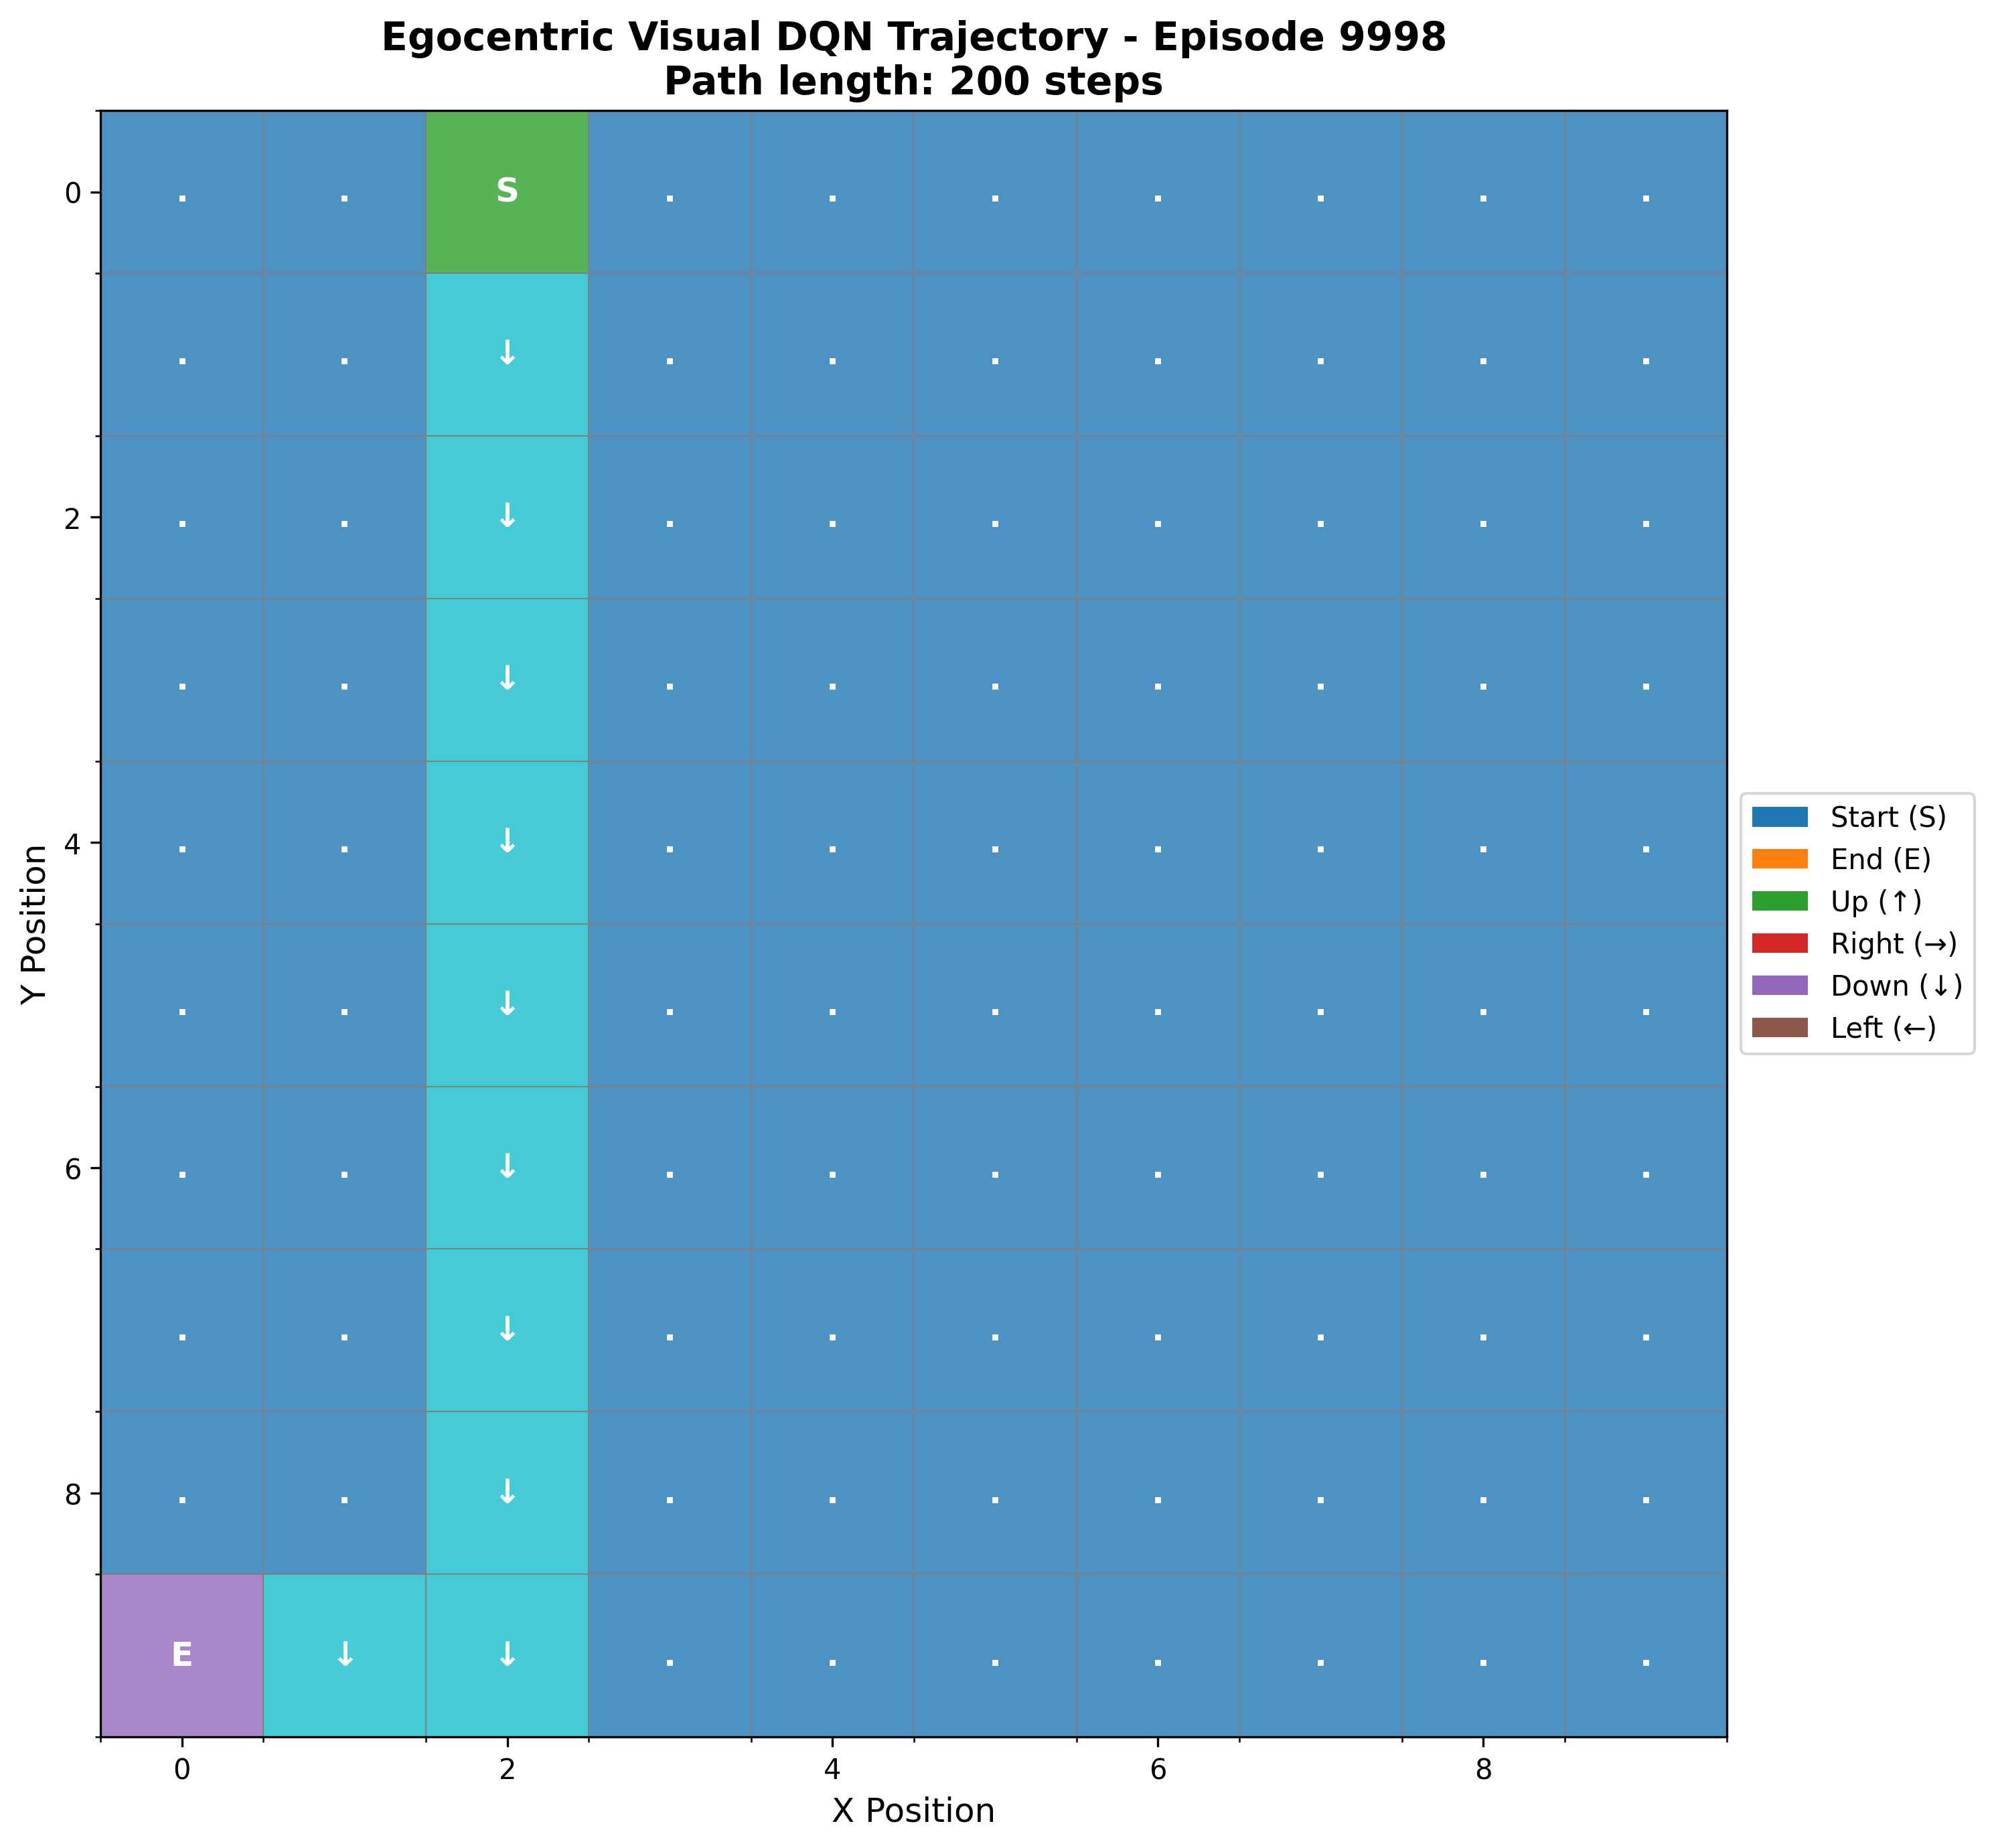 Egocentric Visual DQN Trajectory - Episode 9998
Path length: 200 steps
0 . . S . . . . . . .
. . ↓ . . . . . . .
2 . . ↓ . . . . . . .
. . ↓ . . . . . . .
4 . . ↓ . . . . . . .
. . ↓ . . . . . . .
6 . . ↓ . . . . . . .
. . ↓ . . . . . . .
8 . . ↓ . . . . . . .
E ↓ ↓ . . . . . . .
0 2 4 6 8
X Position
Y Position
Start (S)
End (E)
Up (↑)
Right (→)
Down (↓)
Left (←)